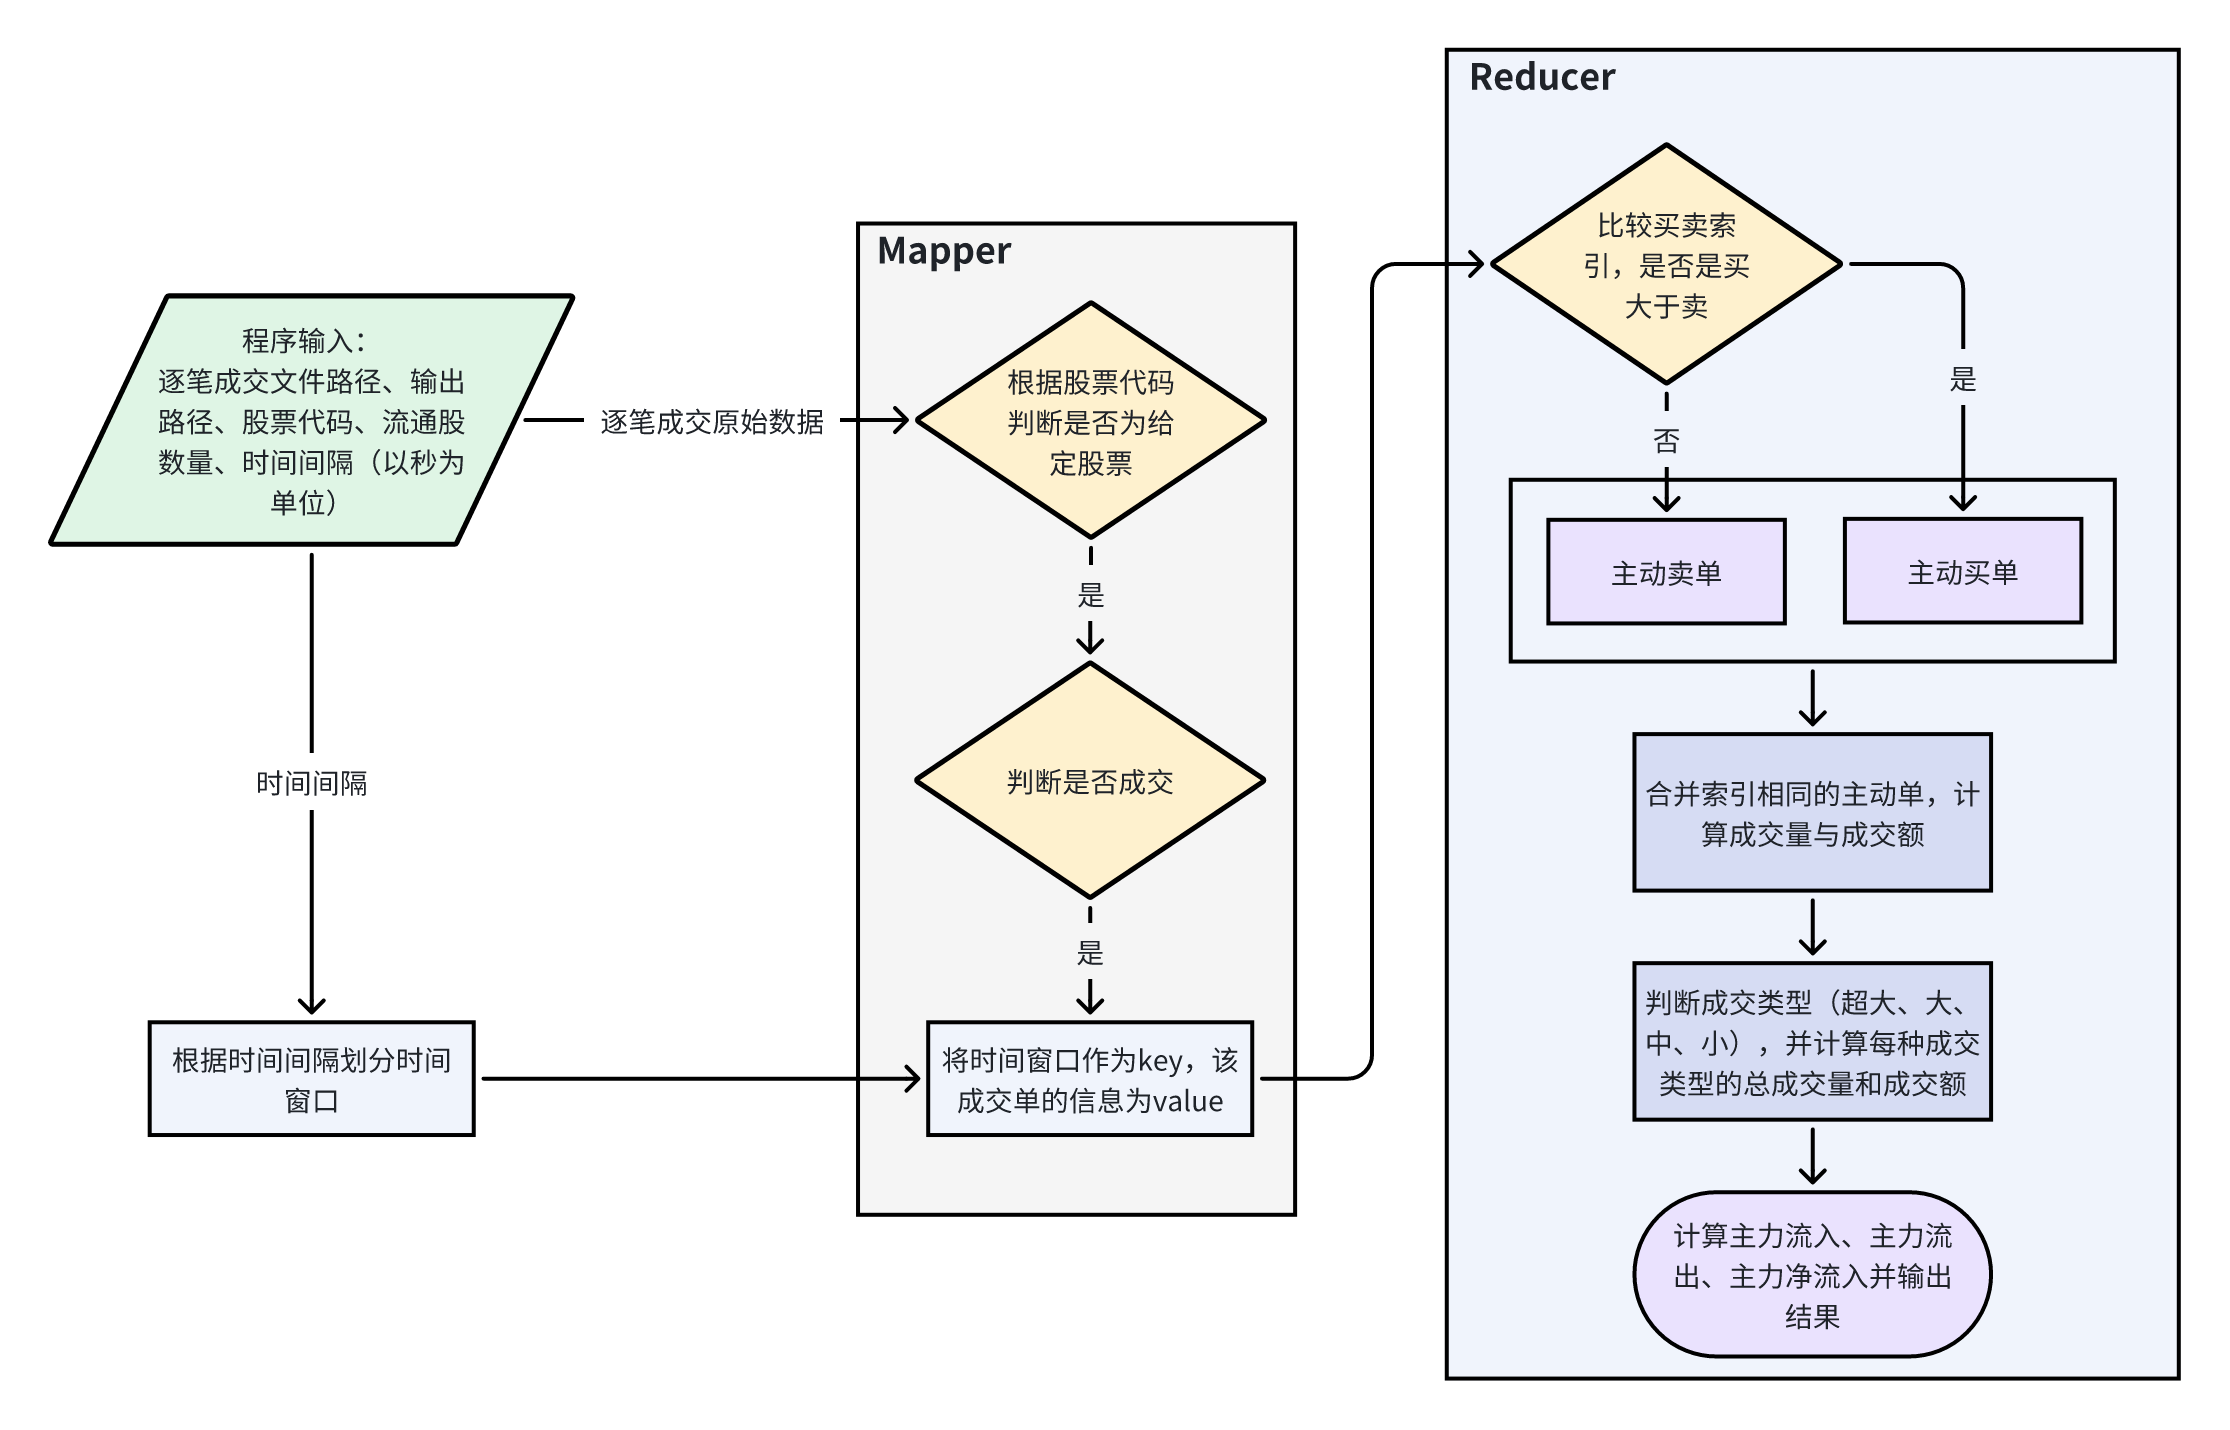 程序输入：
逐笔成交文件路径、输出
路径、股票代码、流通股
数量、时间间隔（以秒为
单位）
逐笔成交原始数据
时间间隔
根据时间间隔划分时间
窗口
Mapper
根据股票代码
判断是否为给
定股票
是
判断是否成交
是
将时间窗口作为key，该
成交单的信息为value
Reducer
比较买卖索
引，是否是买
大于卖
否
是
主动卖单
主动买单
合并索引相同的主动单，计
算成交量与成交额
判断成交类型（超大、大、
中、小），并计算每种成交
类型的总成交量和成交额
计算主力流入、主力流
出、主力净流入并输出
结果